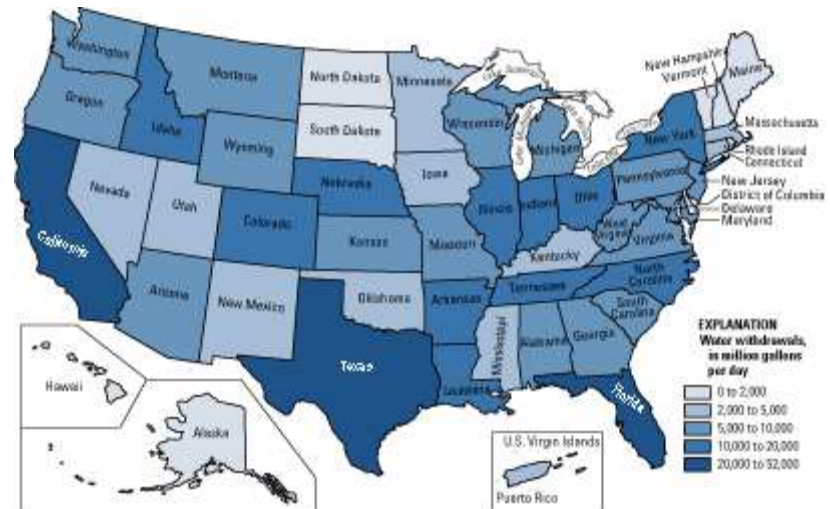 Washington
Montana
North Dakota
Minnesota
Lake Superior
New Hampshire
Vermont
Maine
Oregon
Idaho
Wyoming
South Dakota
Wisconsin
Lake Michigan
Michigan
New York
Massachusetts
Rhode Island
Connecticut
Nevada
Utah
Colorado
Nebraska
Iowa
Illinois
Indiana
Ohio
Pennsylvania
New Jersey
District of Columbia
Delaware
Maryland
California
Kansas
Missouri
Kentucky
West
Virginia
Virginia
Arizona
New Mexico
Oklahoma
Arkansas
Tennessee
North
Carolina
South
Carolina
Texas
Louisiana
Mississippi
Alabama
Georgia
Florida
Hawaii
Alaska
U.S. Virgin Islands
Puerto Rico
EXPLANATION
Water withdrawals,
in million gallons
per day
0 to 2,000
2,000 to 5,000
5,000 to 10,000
10,000 to 20,000
20,000 to 52,000